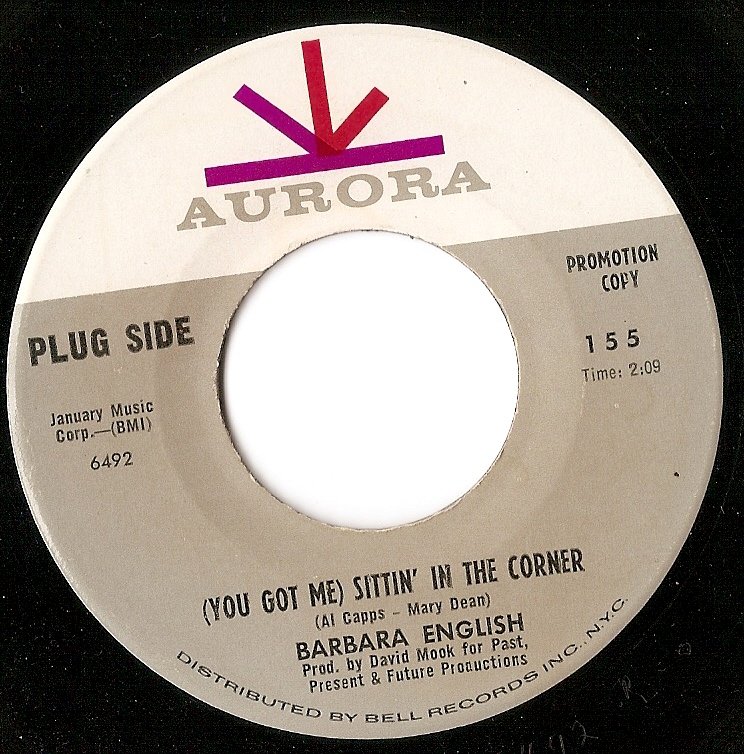 AURORA
PROMOTION
COPY
PLUG SIDE
155
Time: 2:09
January Music
Corp.—(BMI)
6492
(YOU GOT ME) SITTIN' IN THE CORNER
(Al Capps - Mary Dean)
BARBARA ENGLISH
Prod. by David Mook for Past,
Present & Future Productions
DISTRIBUTED BY BELL RECORDS INC., N.Y.C.